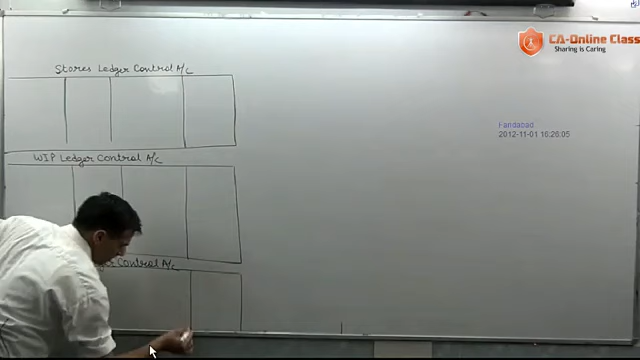 Stores Ledger Control A/c
WIP Ledger Control A/c
Control A/c
CA-Online Class
Sharing is Caring
Faridabad
2012-11-01 16:26:05